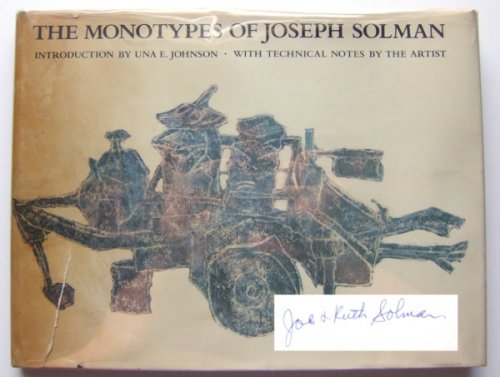 THE MONOTYPES OF JOSEPH SOLMAN
INTRODUCTION BY UNA E. JOHNSON · WITH TECHNICAL NOTES BY THE ARTIST
Joe & Ruth Solman